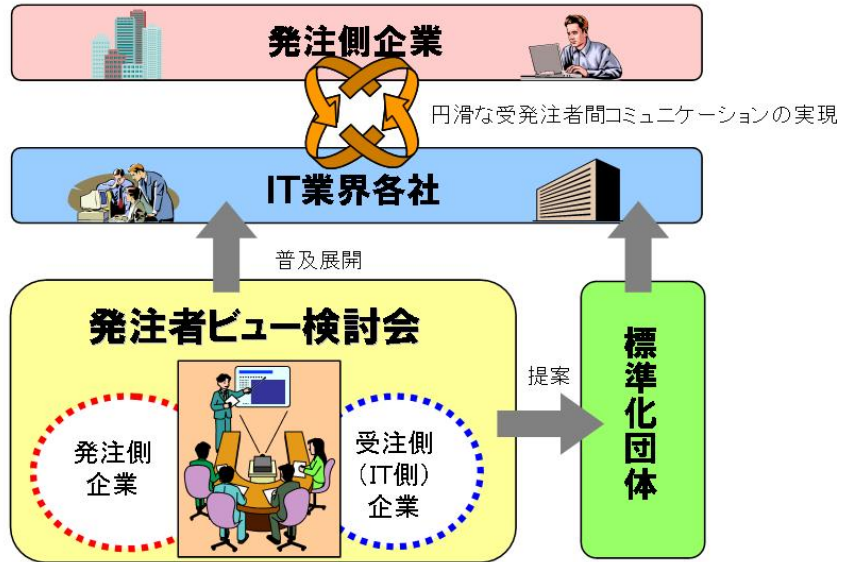 発注側企業
円滑な受発注者間コミュニケーションの実現
IT業界各社
普及展開
発注者ビュー検討会
発注側
企業
受注側
（IT側）
企業
提案
標準化団体